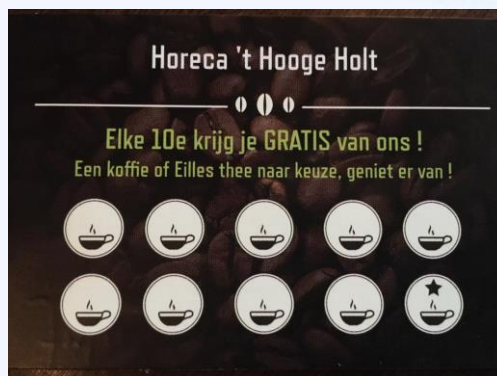 Horeca 't Hooge Holt
Elke 10e krijg je GRATIS van ons !
Een koffie of Eilles thee naar keuze, geniet er van !